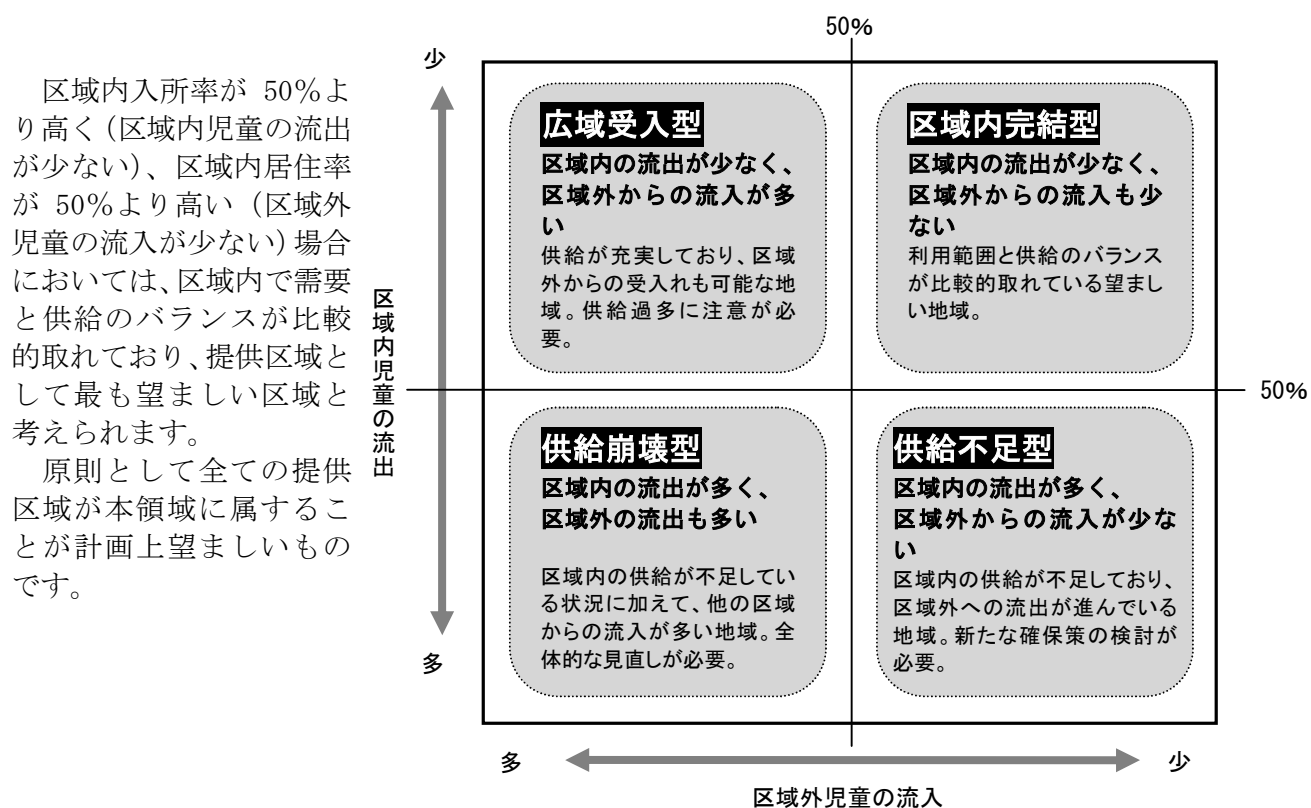 区域内入所率が 50％よ
り高く（区域内児童の流出
が少ない）、区域内居住率
が 50％より高い（区域外
児童の流入が少ない）場合
においては、区域内で需要
と供給のバランスが比較
的取れており、提供区域と
して最も望ましい区域と
考えられます。
原則として全ての提供
区域が本領域に属するこ
とが計画上望ましいもの
です。
50％
少
区域内児童の流出
多
広域受入型
区域内の流出が少なく、
区域外からの流入が多
い
供給が充実しており、区域
外からの受入れも可能な地
域。供給過多に注意が必
要。
区域内完結型
区域内の流出が少なく、
区域外からの流入も少
ない
利用範囲と供給のバランス
が比較的取れている望まし
い地域。
50％
供給崩壊型
区域内の流出が多く、
区域外の流出も多い
区域内の供給が不足してい
る状況に加えて、他の区域
からの流入が多い地域。全
体的な見直しが必要。
供給不足型
区域内の流出が多く、
区域外からの流入が少な
い
区域内の供給が不足しており、
区域外への流出が進んでいる
地域。新たな確保策の検討が
必要。
多
少
区域外児童の流入